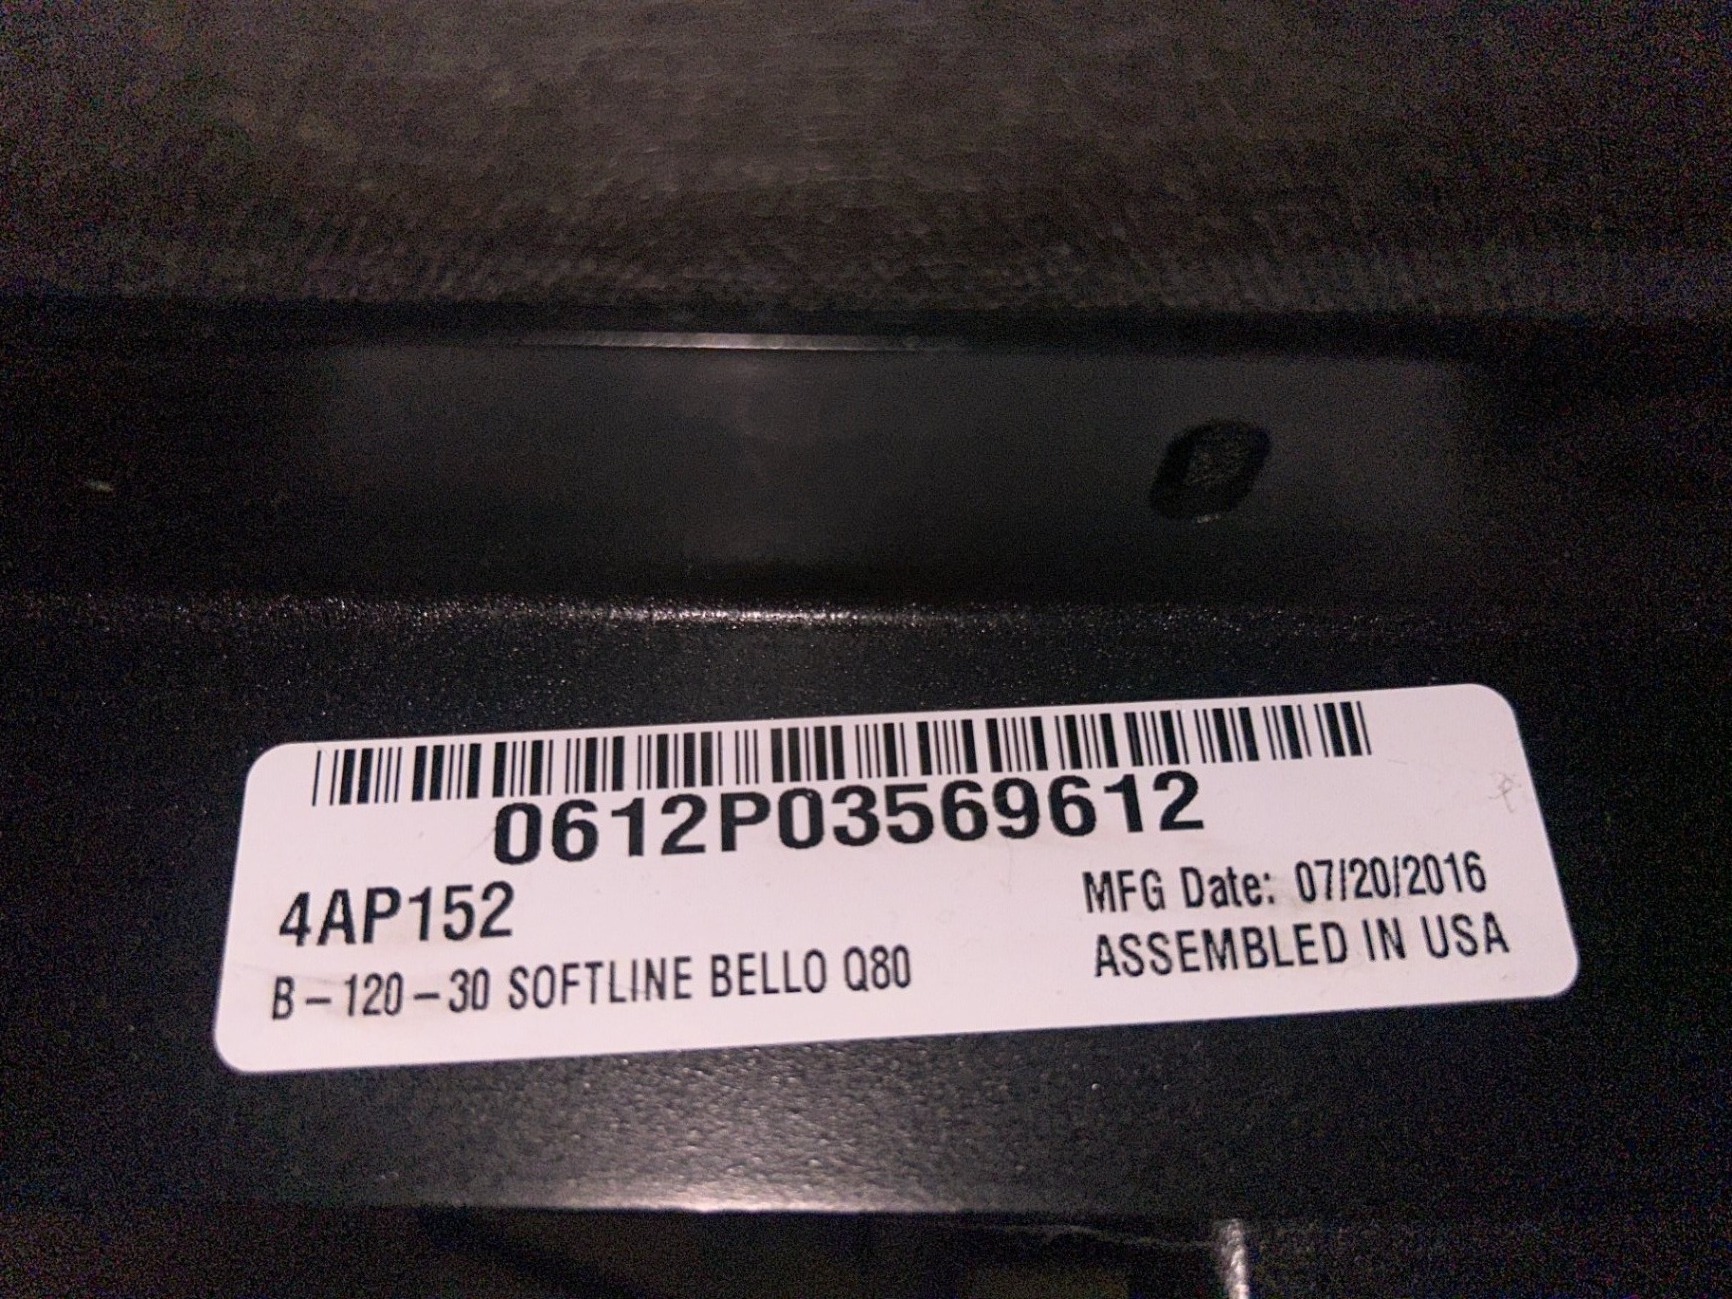 0612P03569612
4AP152
B-120-30 SOFTLINE BELLO Q80
MFG Date: 07/20/2016
ASSEMBLED IN USA